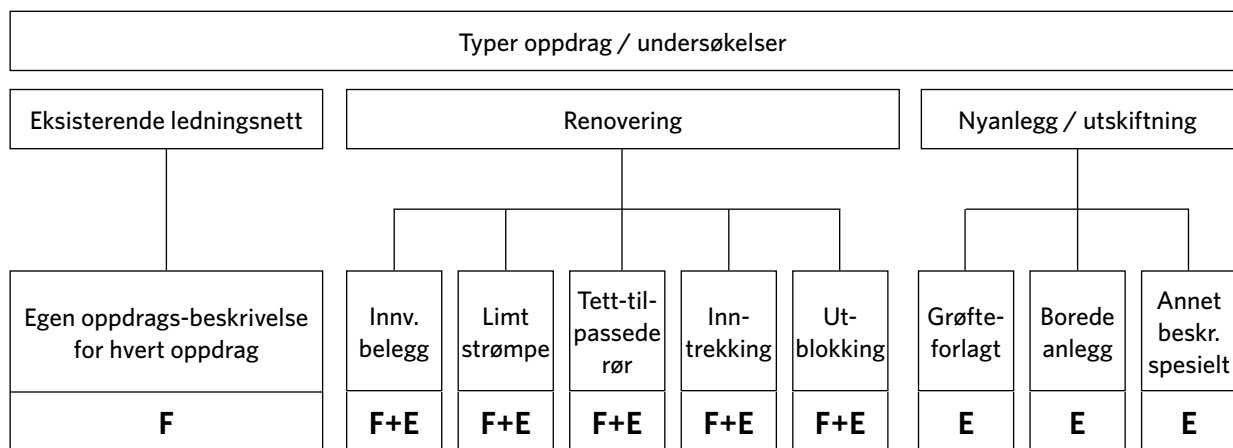 Typer oppdrag / undersøkelser
Eksisterende ledningsnett
Renovering
Nyanlegg / utskiftning
Egen oppdrags-beskrivelse
for hvert oppdrag
Innv.
belegg
Limt
strømpe
Tett-til-
passede
rør
Inn-
trekking
Ut-
blokking
Grøfte-
forlagt
Borede
anlegg
Annet
beskr.
spesielt
F
F+E
F+E
F+E
F+E
F+E
E
E
E